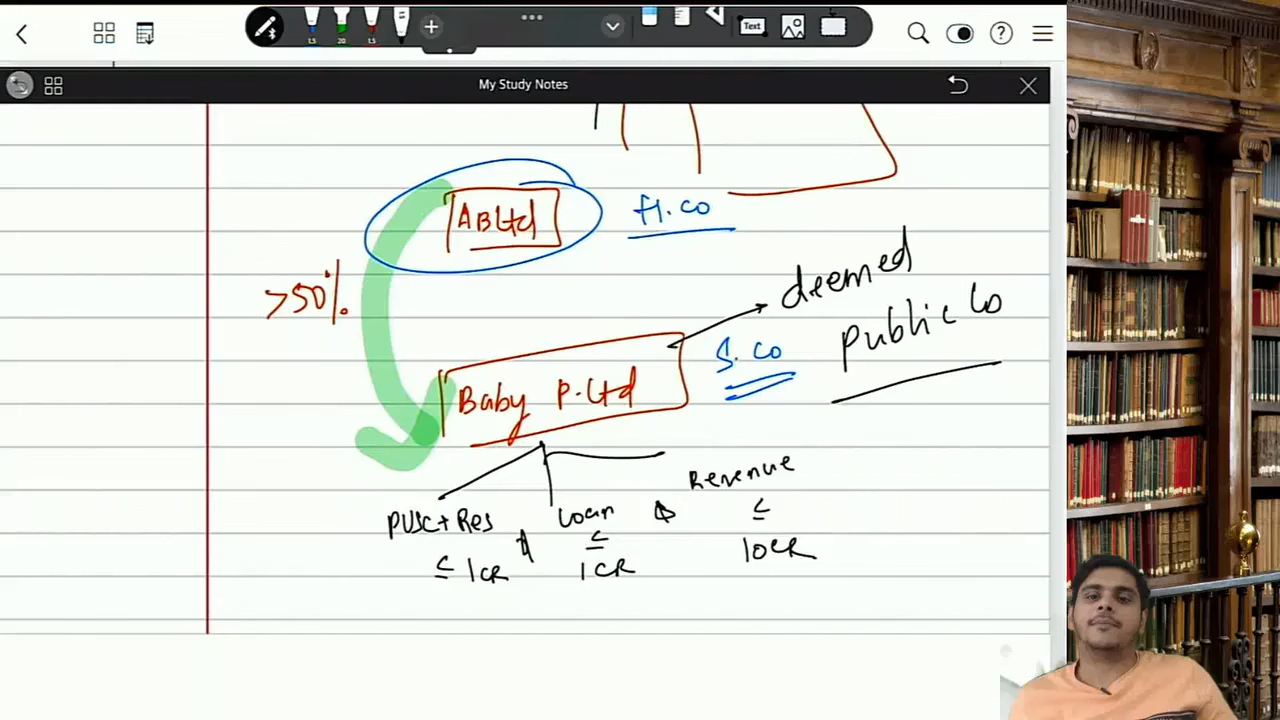 Text
My Study Notes
AB Ltd
H.Co
>50%
deemed
Public Co
S.Co
Baby P.Ltd
PUSC+Res & Loan & Revenue
≤ 1CR ≤ 1CR ≤ 10CR